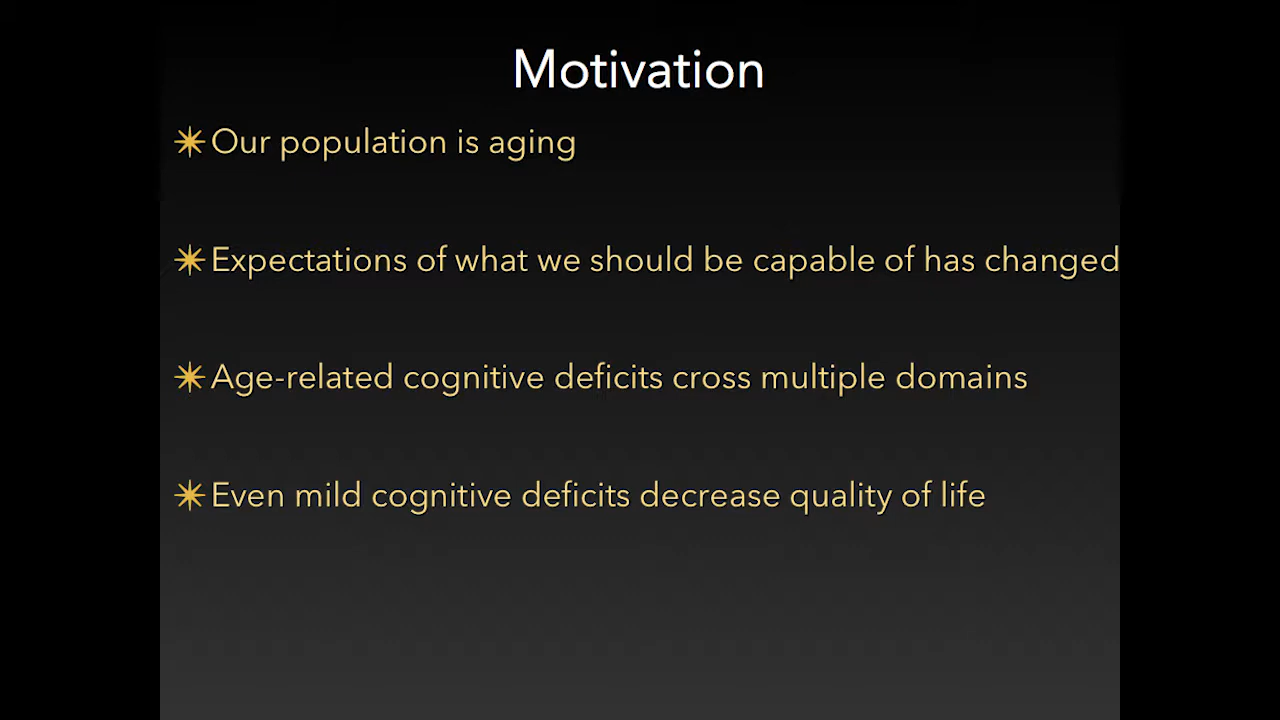 Motivation
✴Our population is aging
✴Expectations of what we should be capable of has changed
✴Age-related cognitive deficits cross multiple domains
✴Even mild cognitive deficits decrease quality of life